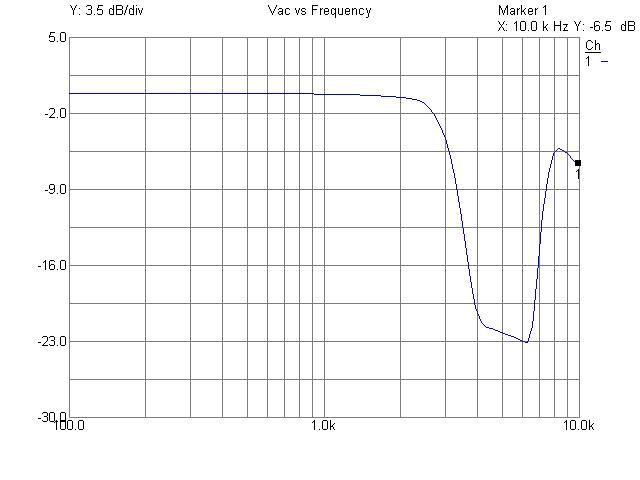 Y: 3.5 dB/div Vac vs Frequency Marker 1
X: 10.0 k Hz Y: -6.5 dB
Ch
1 –
5.0
-2.0
-9.0
1
-16.0
-23.0
-30.0
100.0 1.0k 10.0k